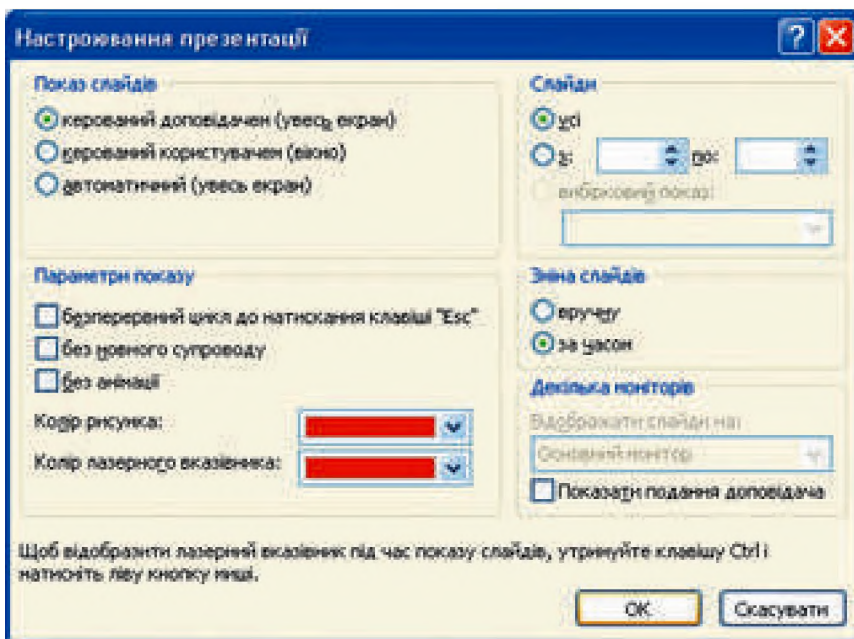 Настроювання презентації
Показ слайдів
керований доповідачем (увесь екран)
керований користувачем (вікно)
автоматичний (увесь екран)
Слайди
усі
з: по:
вибірковий показ:
Параметри показу
безперервний цикл до натискання клавіші "Esc"
без мовного супроводу
без анімації
Колір рисунка:
Колір лазерного вказівника:
Зміна слайдів
вручну
за часом
Декілька моніторів
Відображати слайди на:
Основний монітор
Показати подання доповідача
Щоб відобразити лазерний вказівник під час показу слайдів, утримуйте клавішу Ctrl і
натисніть ліву кнопку миші.
ОК Скасувати